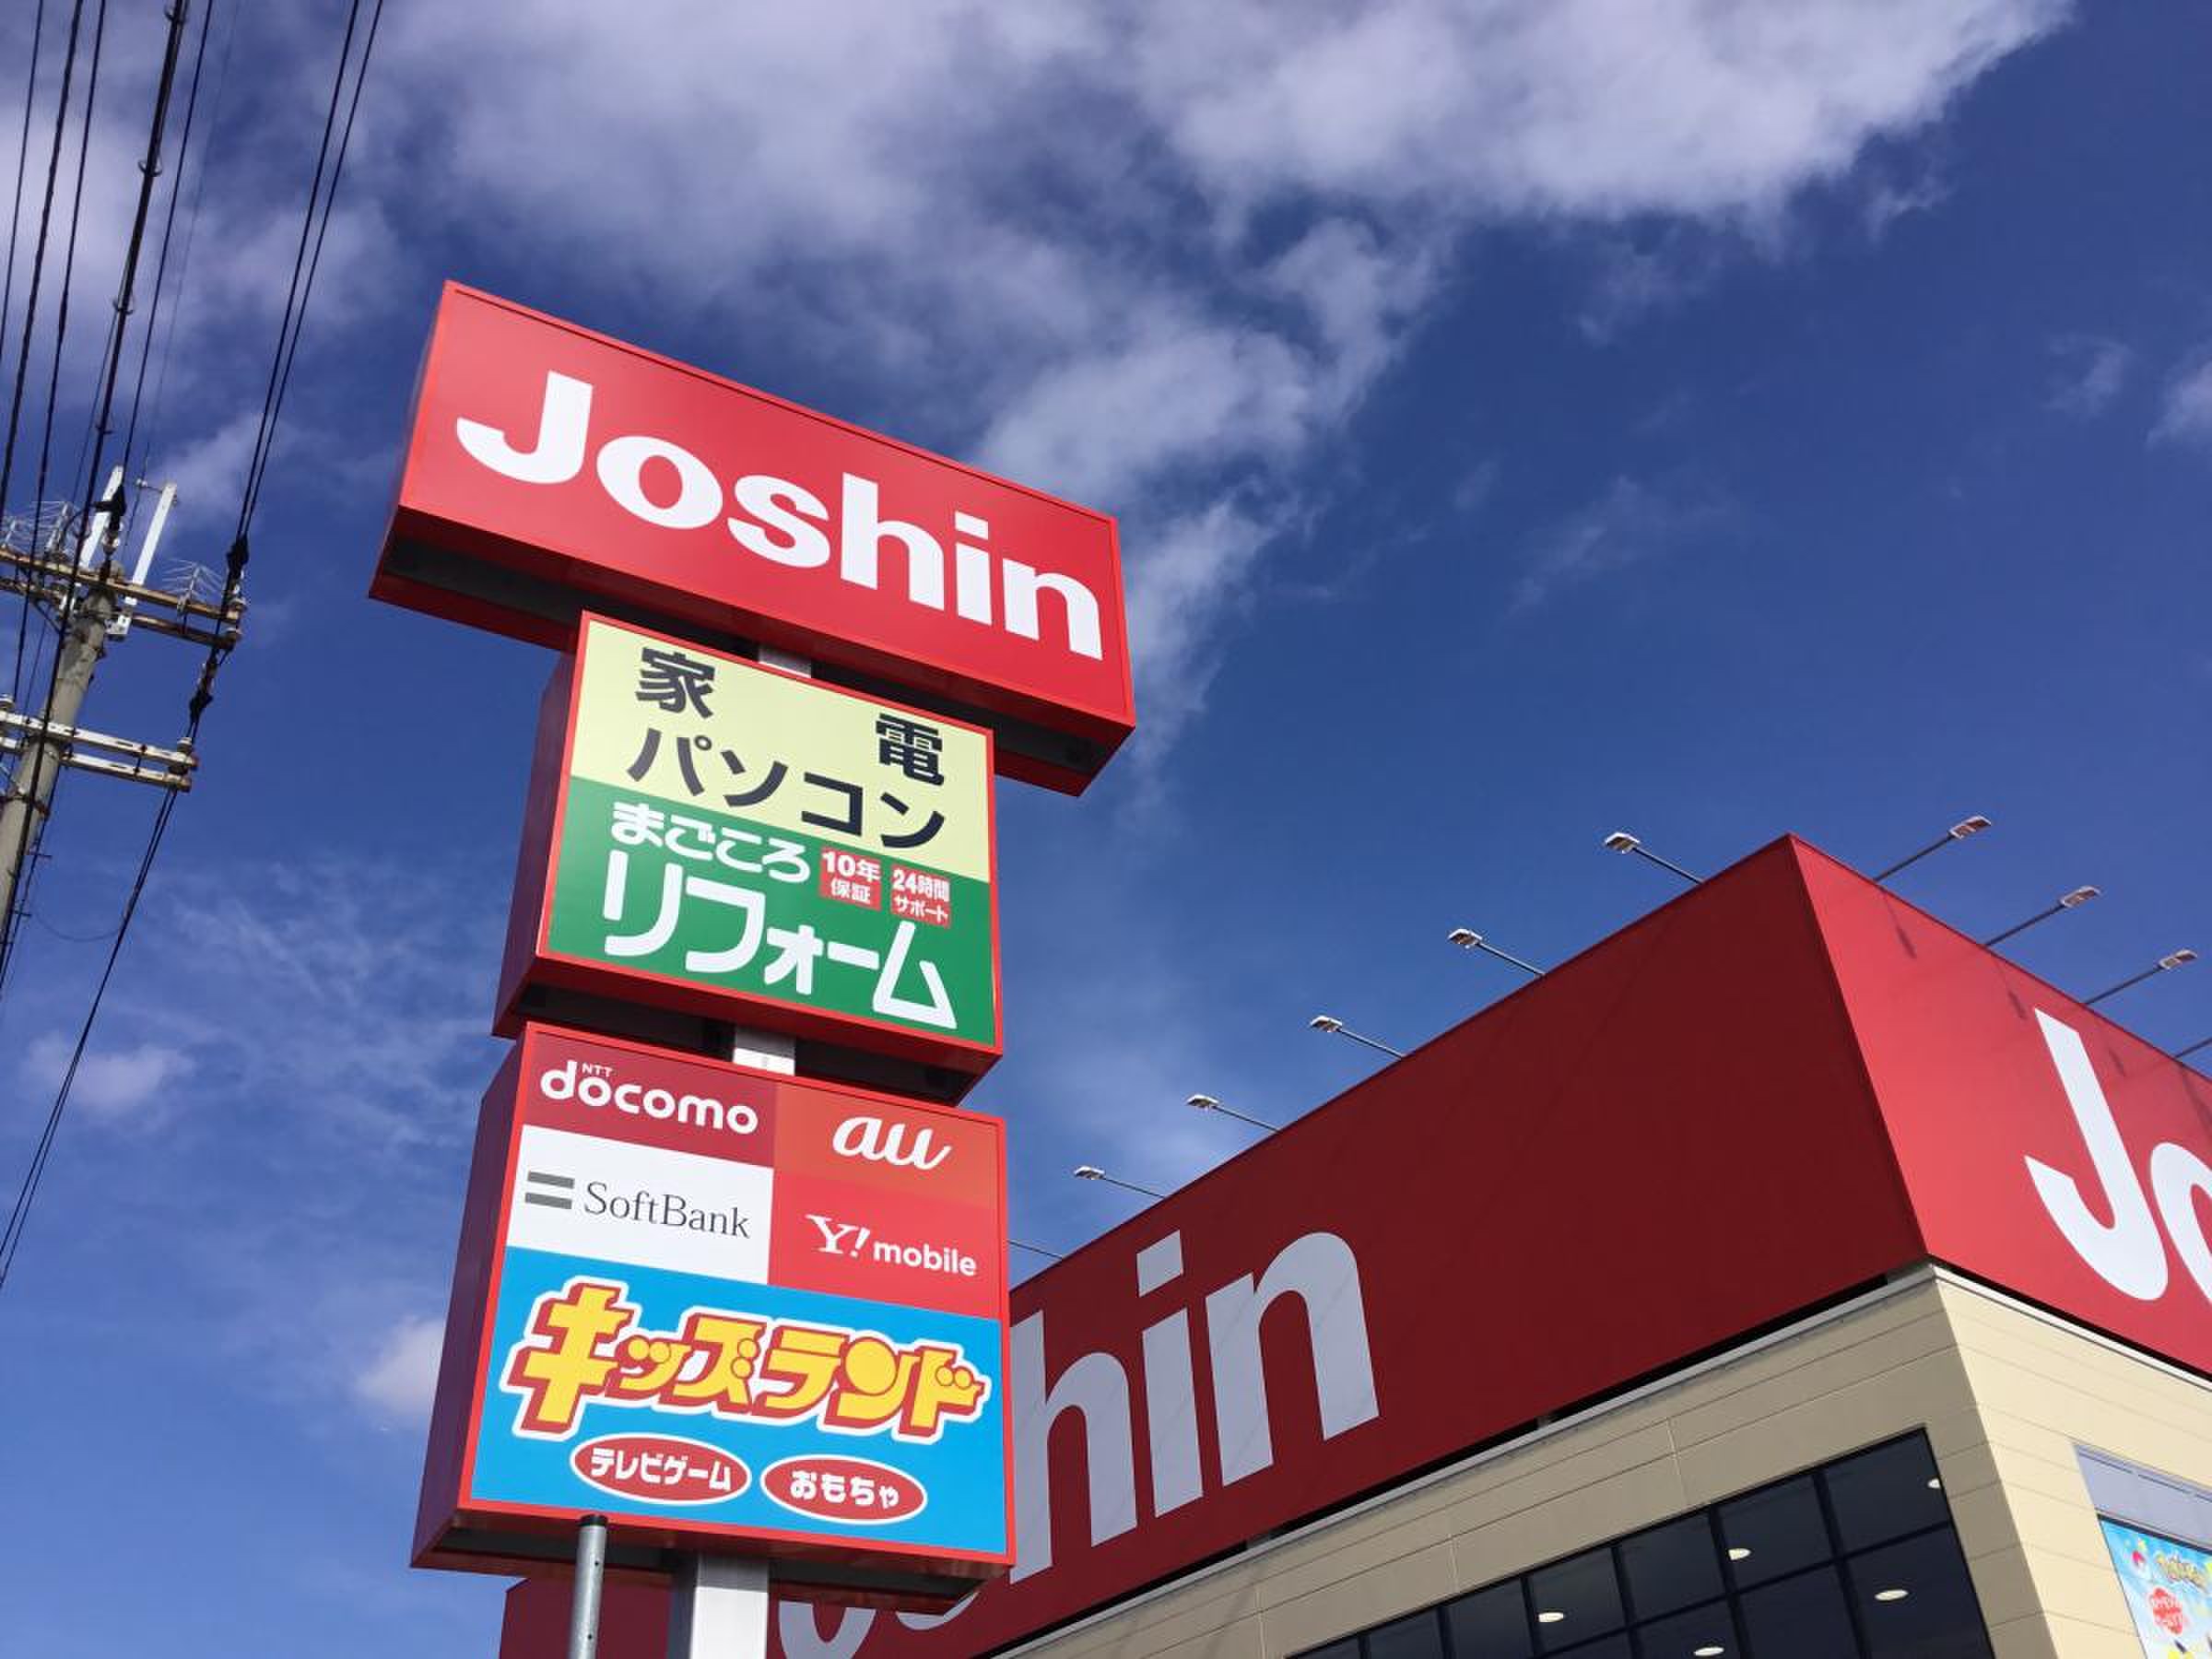 Joshin
家電
パソコン
まごころ
10年
保証
24時間
サポート
リフォーム
NTT
docomo
au
SoftBank
Y!mobile
キッズランド
テレビゲーム
おもちゃ
Joshin
Jo